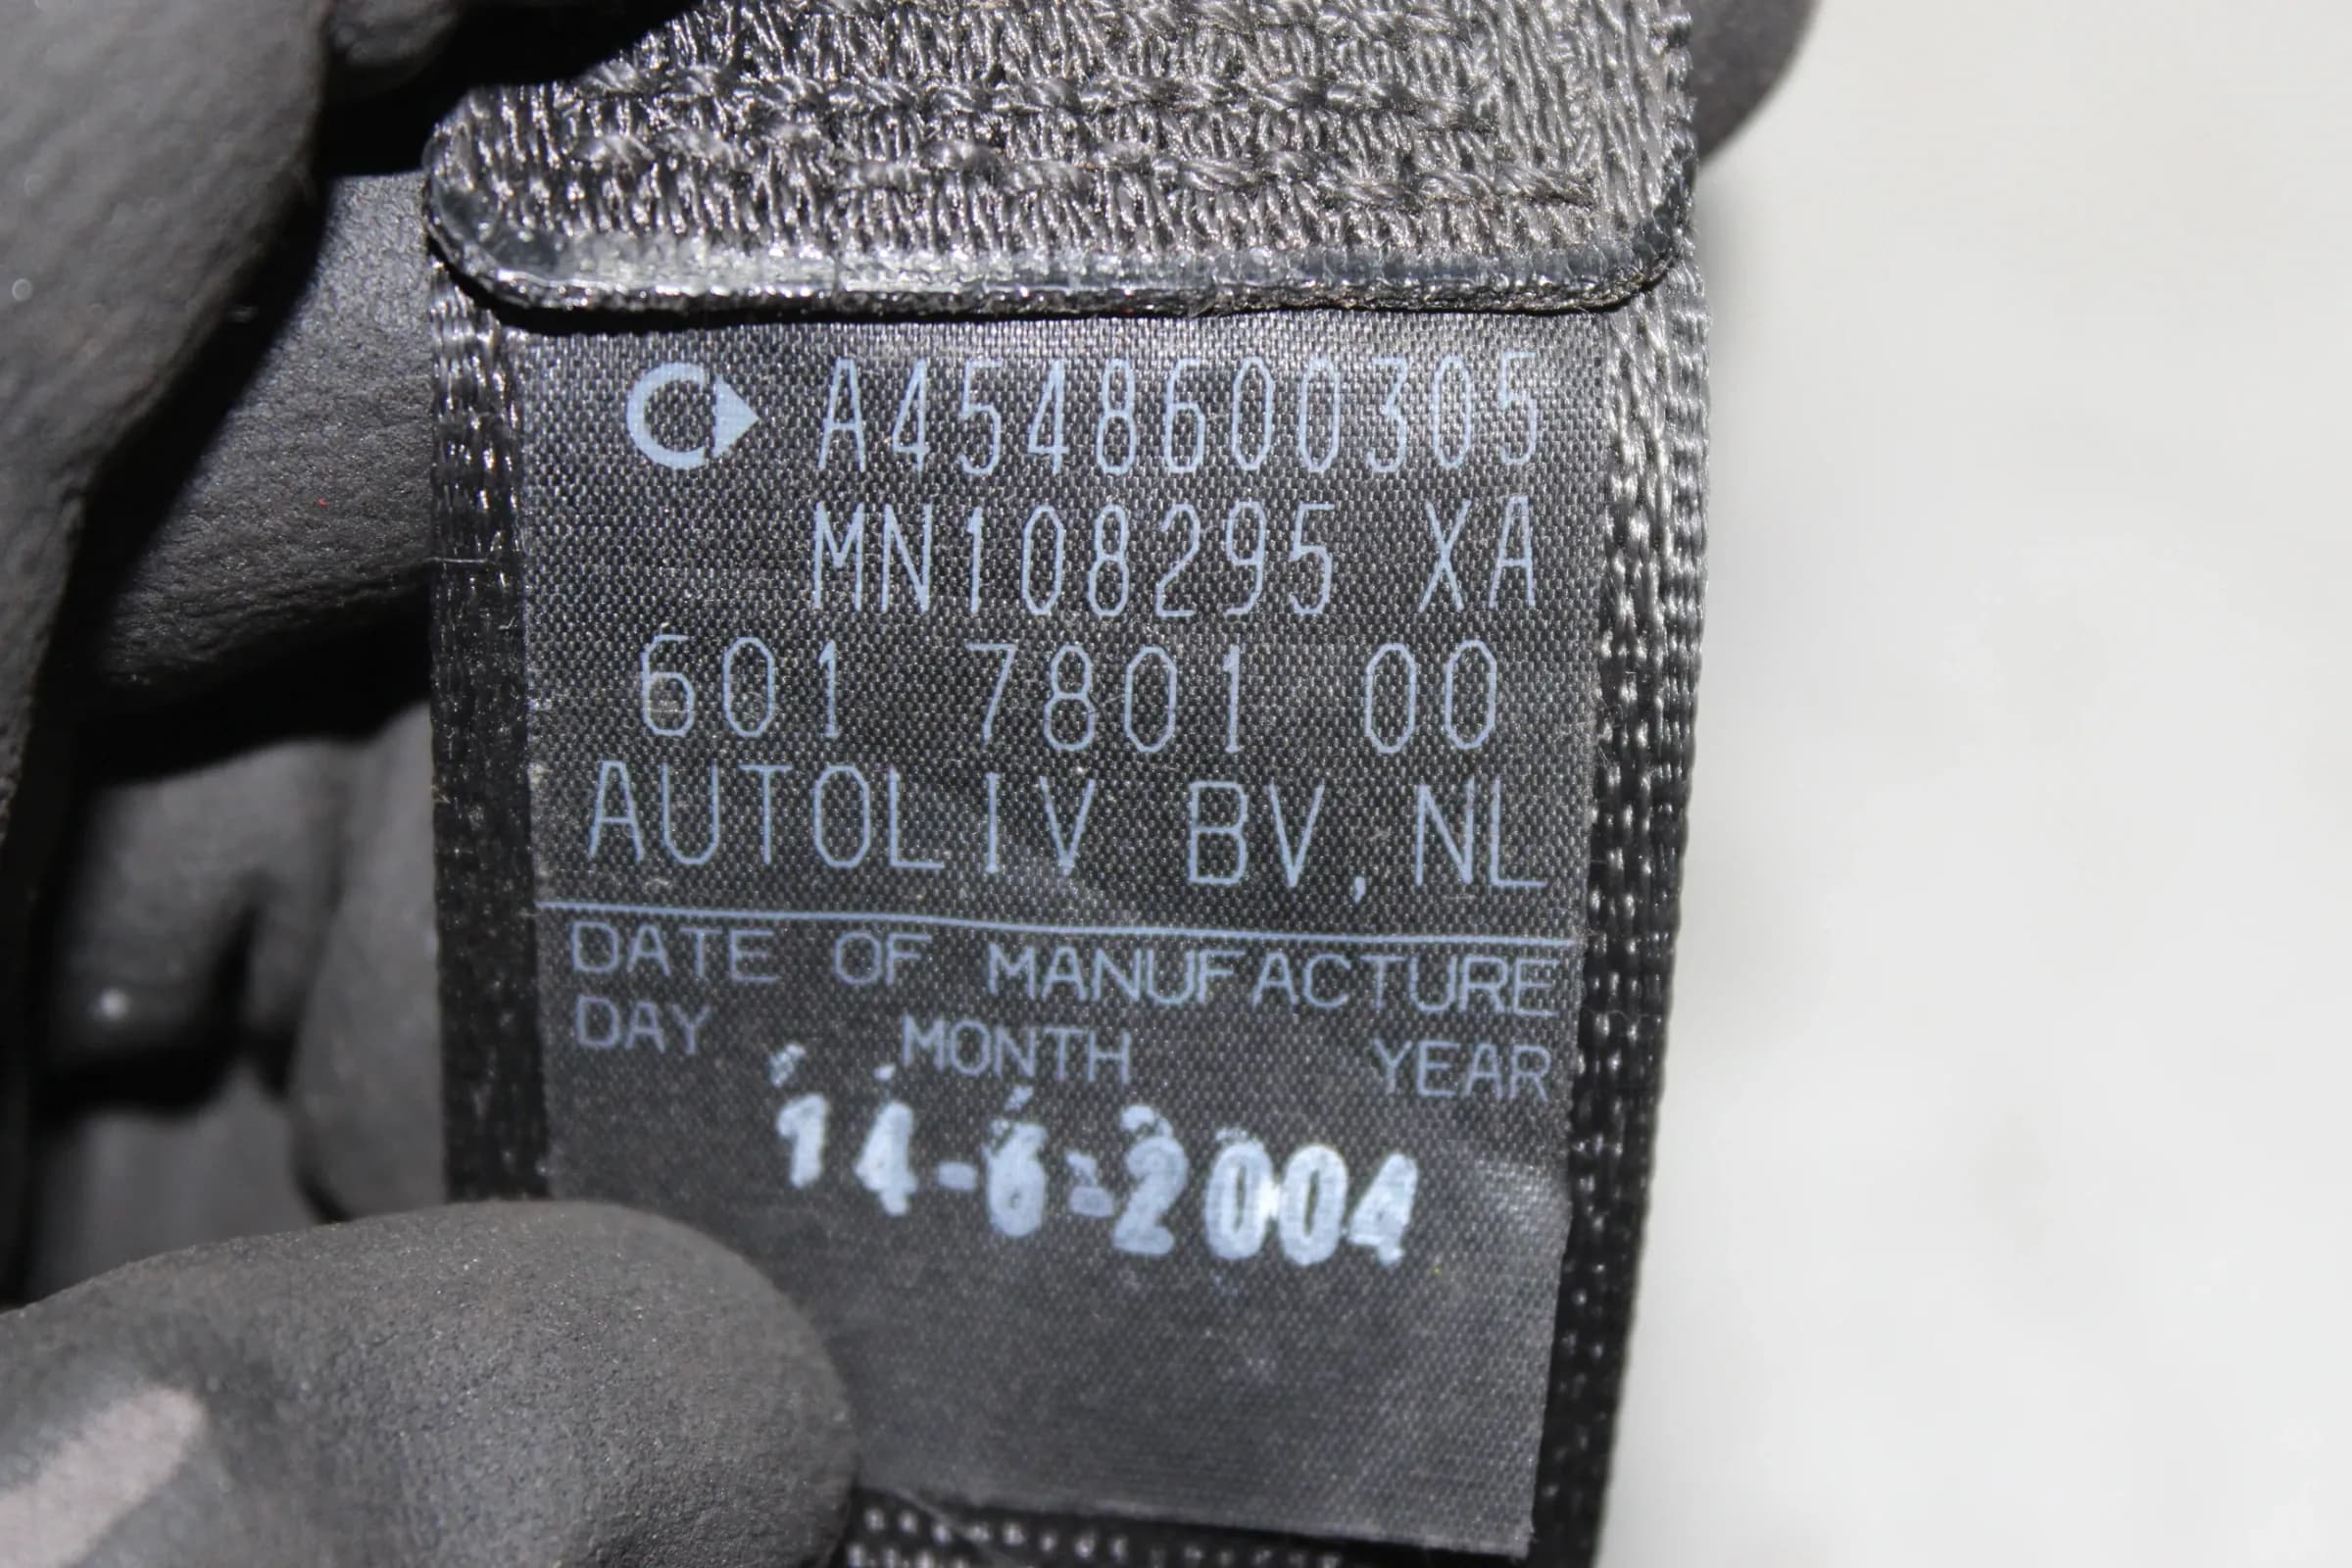 A4548600305
MN108295 XA
601 7801 00
AUTOLIV BV, NL
DATE OF MANUFACTURE
DAY MONTH YEAR
14-6-2004